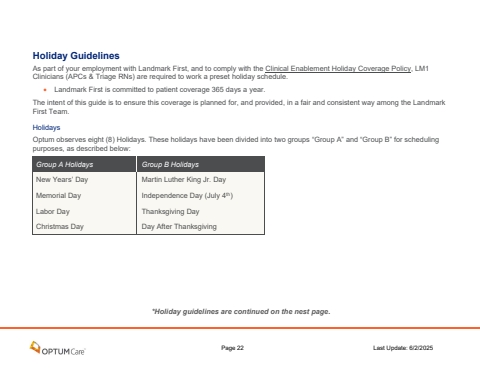 Holiday Guidelines
As part of your employment with Landmark First, and to comply with the Clinical Enablement Holiday Coverage Policy, LM1
Clinicians (APCs & Triage RNs) are required to work a preset holiday schedule.
• Landmark First is committed to patient coverage 365 days a year.
The intent of this guide is to ensure this coverage is planned for, and provided, in a fair and consistent way among the Landmark
First Team.
Holidays
Optum observes eight (8) Holidays. These holidays have been divided into two groups “Group A” and “Group B” for scheduling
purposes, as described below:
Group A Holidays Group B Holidays
New Years' Day Martin Luther King Jr. Day
Memorial Day Independence Day (July 4th)
Labor Day Thanksgiving Day
Christmas Day Day After Thanksgiving
*Holiday guidelines are continued on the nest page.
OPTUMCare Page 22 Last Update: 6/2/2025